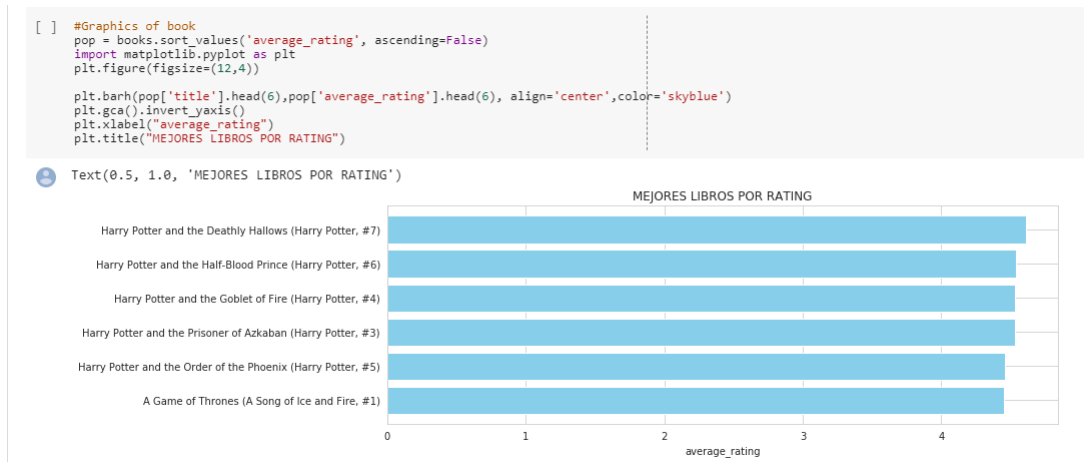 [ ] #Graphics of book
pop = books.sort_values('average_rating', ascending=False)
import matplotlib.pyplot as plt
plt.figure(figsize=(12,4))
plt.barh(pop['title'].head(6),pop['average_rating'].head(6), align='center',color='skyblue')
plt.gca().invert_yaxis()
plt.xlabel("average_rating")
plt.title("MEJORES LIBROS POR RATING")
Text(0.5, 1.0, 'MEJORES LIBROS POR RATING')
MEJORES LIBROS POR RATING
Harry Potter and the Deathly Hallows (Harry Potter, #7)
Harry Potter and the Half-Blood Prince (Harry Potter, #6)
Harry Potter and the Goblet of Fire (Harry Potter, #4)
Harry Potter and the Prisoner of Azkaban (Harry Potter, #3)
Harry Potter and the Order of the Phoenix (Harry Potter, #5)
A Game of Thrones (A Song of Ice and Fire, #1)
0 1 2 3 4
average_rating